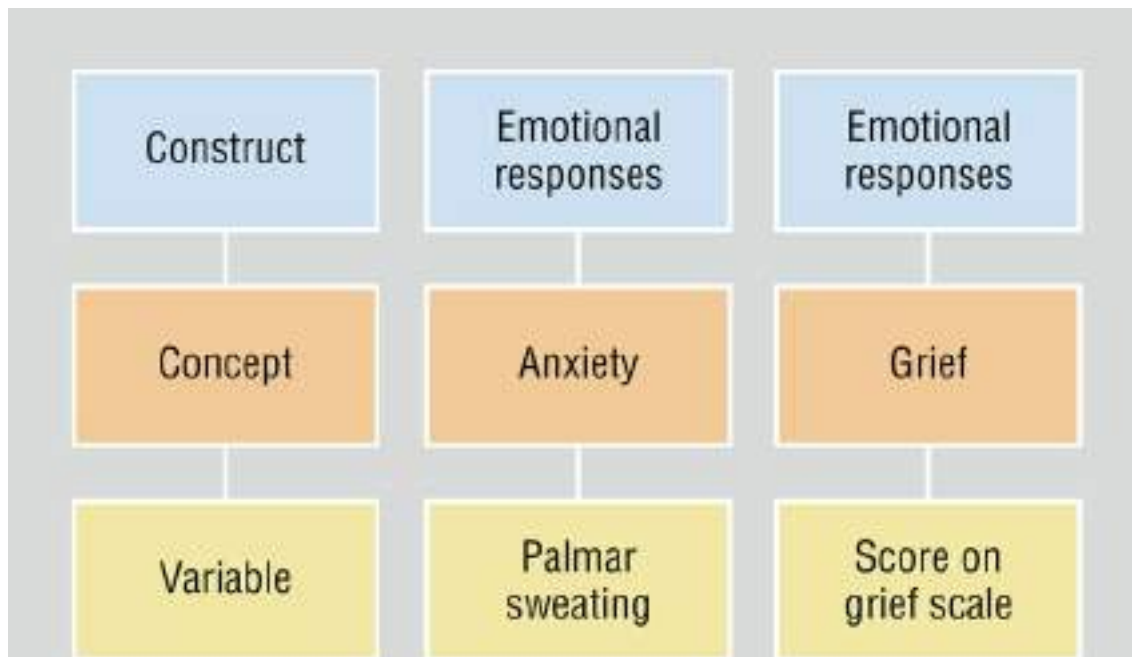 Construct
Emotional
responses
Emotional
responses
Concept
Anxiety
Grief
Variable
Palmar
sweating
Score on
grief scale